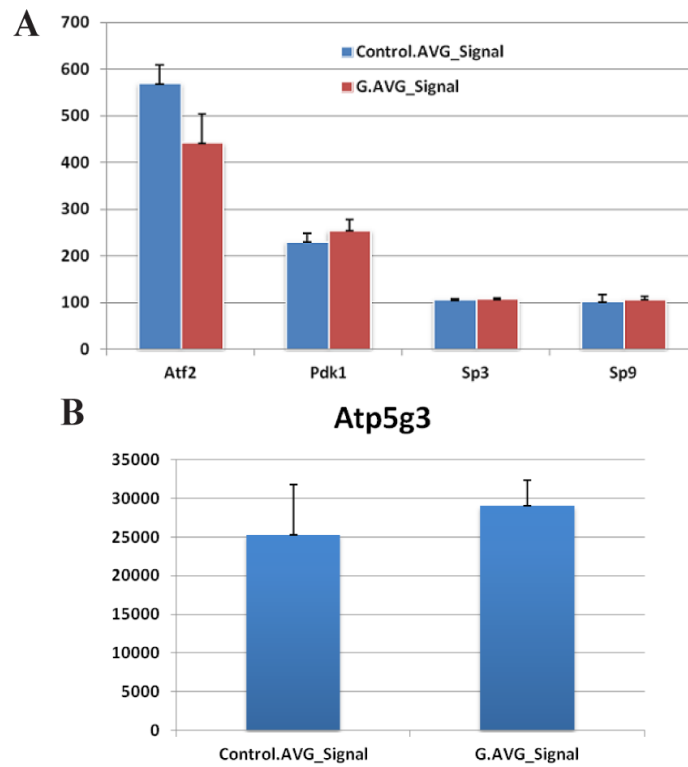 A
700
600
500
400
300
200
100
0
Control.AVG_Signal
G.AVG_Signal
Atf2 Pdk1 Sp3 Sp9
B
Atp5g3
35000
30000
25000
20000
15000
10000
5000
0
Control.AVG_Signal G.AVG_Signal